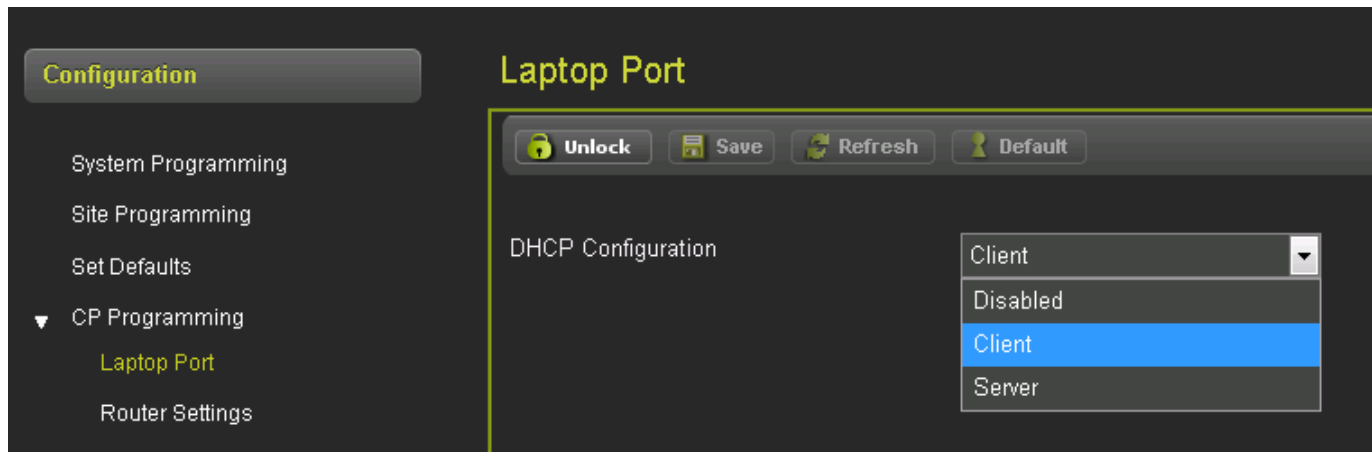 Configuration
System Programming
Site Programming
Set Defaults
CP Programming
Laptop Port
Router Settings
Laptop Port
Unlock Save Refresh Default
DHCP Configuration Client
Disabled
Client
Server